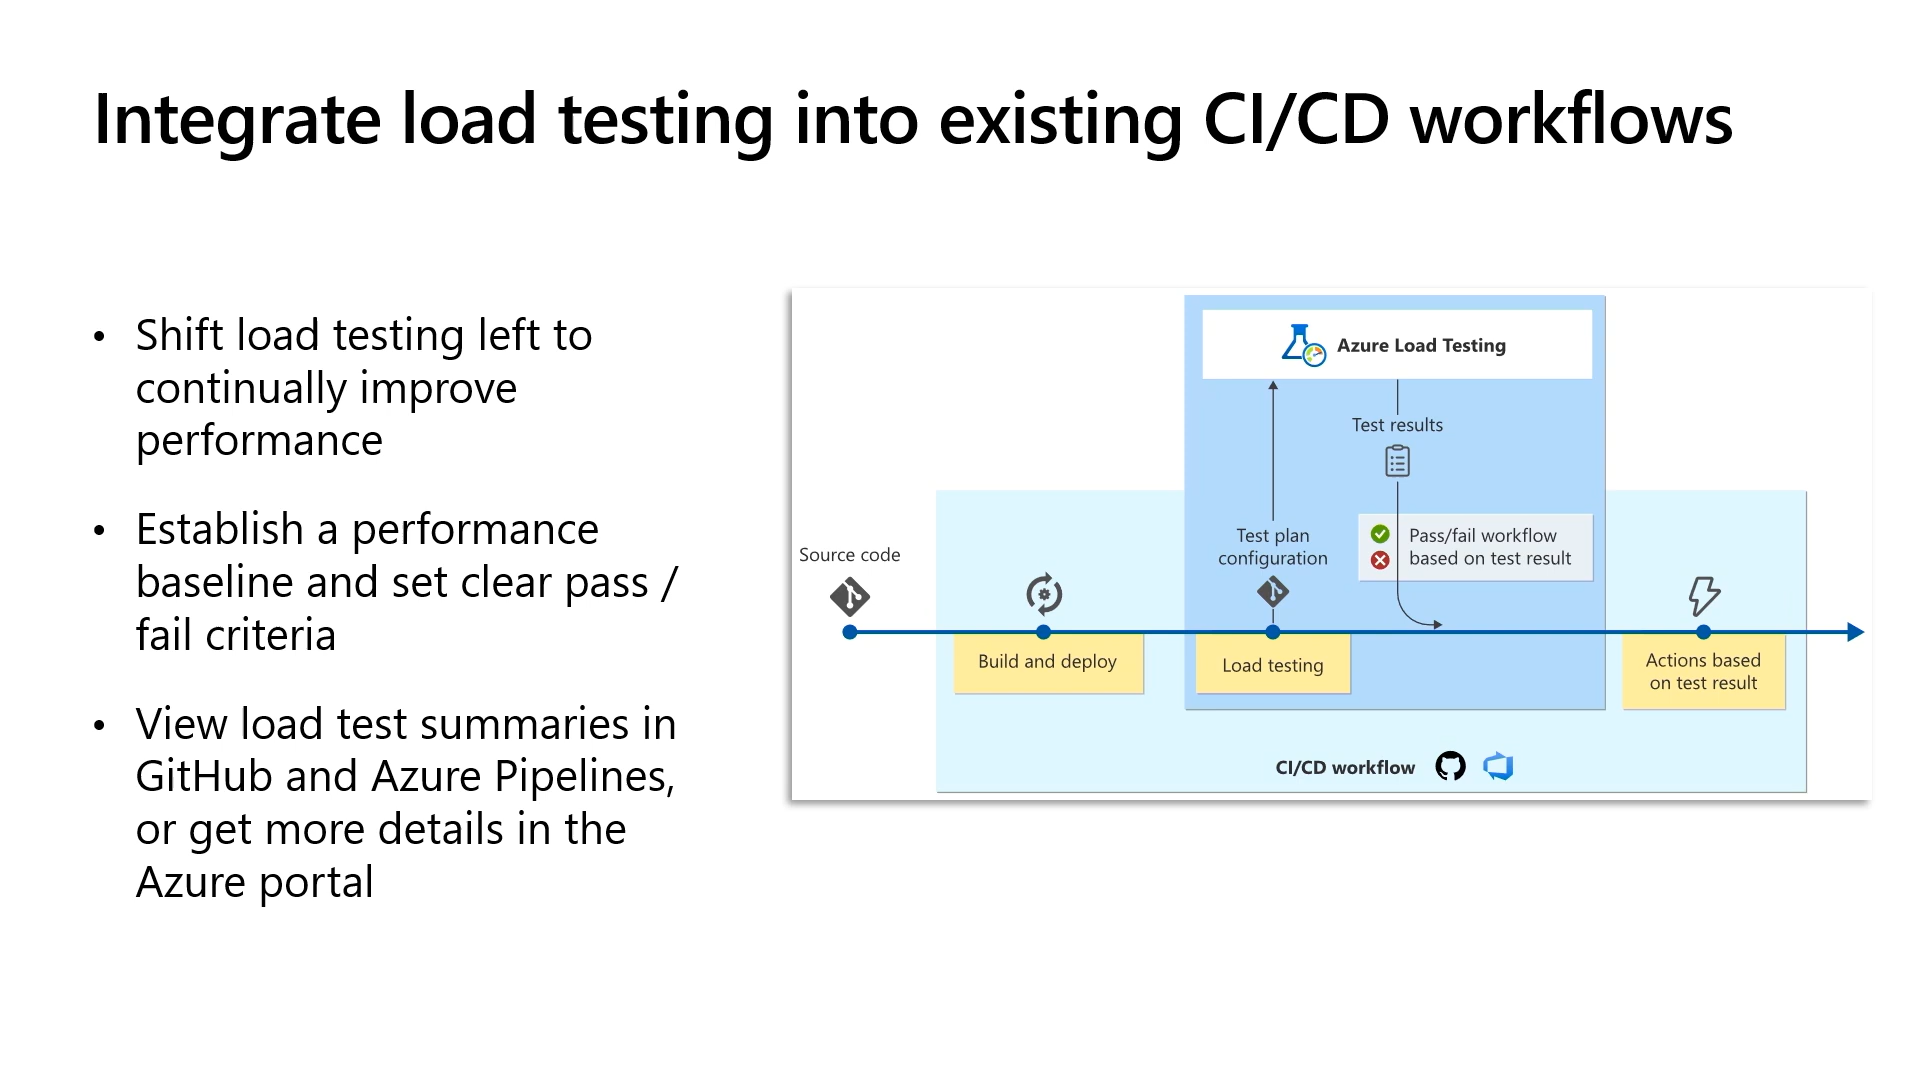 Integrate load testing into existing CI/CD workflows
• Shift load testing left to
continually improve
performance
• Establish a performance
baseline and set clear pass /
fail criteria
• View load test summaries in
GitHub and Azure Pipelines,
or get more details in the
Azure portal
Azure Load Testing
Test results
Test plan
configuration
Pass/fail workflow
based on test result
Source code
Build and deploy
Load testing
Actions based
on test result
CI/CD workflow